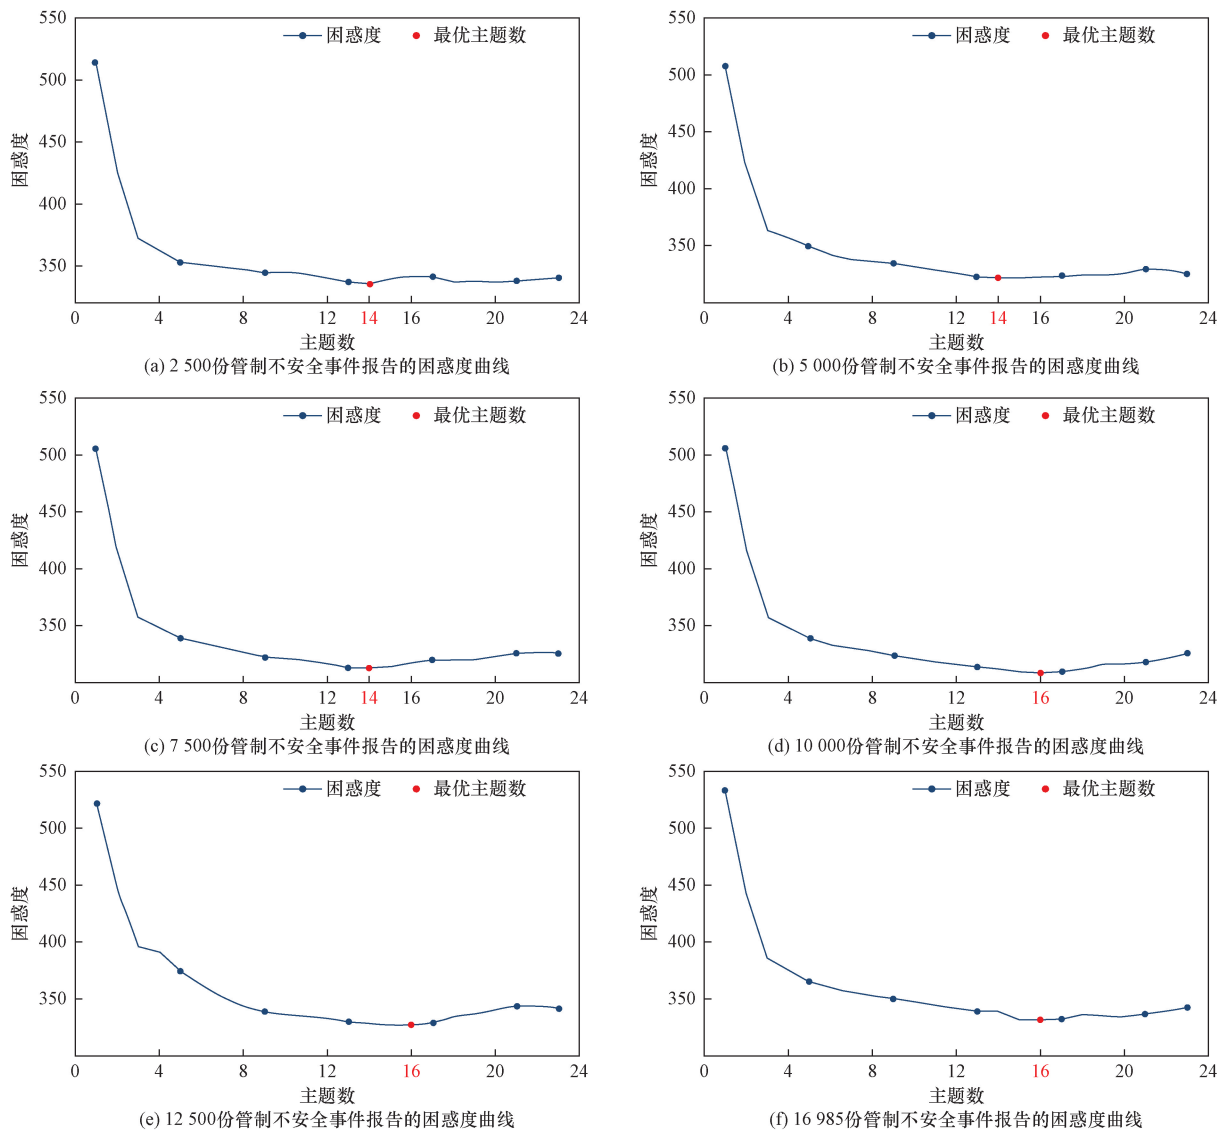 550
500
450
400
350
困惑度
困惑度 最优主题数
0 4 8 12 14 16 20 24
主题数
(a) 2 500份管制不安全事件报告的困惑度曲线
550
500
450
400
350
困惑度
困惑度 最优主题数
0 4 8 12 14 16 20 24
主题数
(b) 5 000份管制不安全事件报告的困惑度曲线
550
500
450
400
350
困惑度
困惑度 最优主题数
0 4 8 12 14 16 20 24
主题数
(c) 7 500份管制不安全事件报告的困惑度曲线
550
500
450
400
350
困惑度
困惑度 最优主题数
0 4 8 12 16 20 24
主题数
(d) 10 000份管制不安全事件报告的困惑度曲线
550
500
450
400
350
困惑度
困惑度 最优主题数
0 4 8 12 16 20 24
主题数
(e) 12 500份管制不安全事件报告的困惑度曲线
550
500
450
400
350
困惑度
困惑度 最优主题数
0 4 8 12 16 20 24
主题数
(f) 16 985份管制不安全事件报告的困惑度曲线